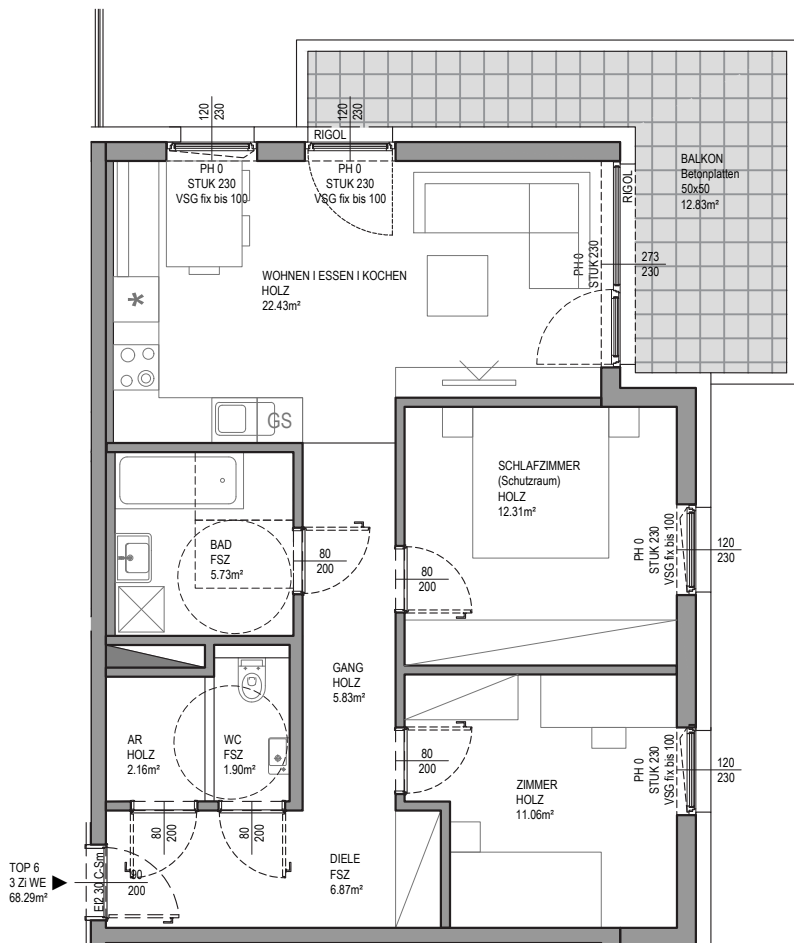 120
230
120
230
RIGOL
PH 0
STUK 230
VSG fix bis 100
PH 0
STUK 230
VSG fix bis 100
BALKON
Betonplatten
50x50
12.83m²
RIGOL
PH 0
STUK 230
273
230
WOHNEN I ESSEN I KOCHEN
HOLZ
22.43m²
*
GS
SCHLAFZIMMER
(Schutzraum)
HOLZ
12.31m²
PH 0
STUK 230
VSG fix bis 100
120
230
BAD
FSZ
5.73m²
80
200
80
200
GANG
HOLZ
5.83m²
AR
HOLZ
2.16m²
WC
FSZ
1.90m²
80
200
ZIMMER
HOLZ
11.06m²
PH 0
STUK 230
VSG fix bis 100
120
230
80
200
80
200
DIELE
FSZ
6.87m²
TOP 6
3 Zi WE
68.29m²
EI2 30 C-Sm
90
200